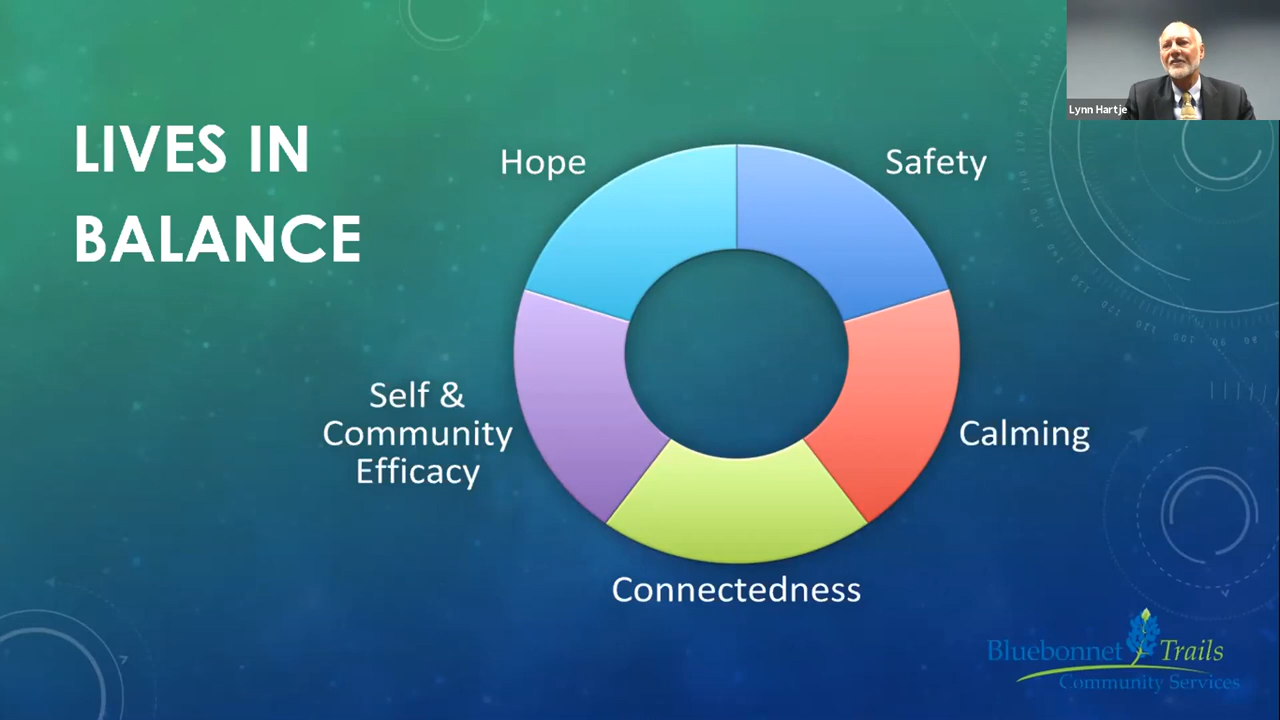 Lynn Hartje
LIVES IN
BALANCE
Hope
Safety
Self &
Community
Efficacy
Calming
Connectedness
Bluebonnet Trails
Community Services